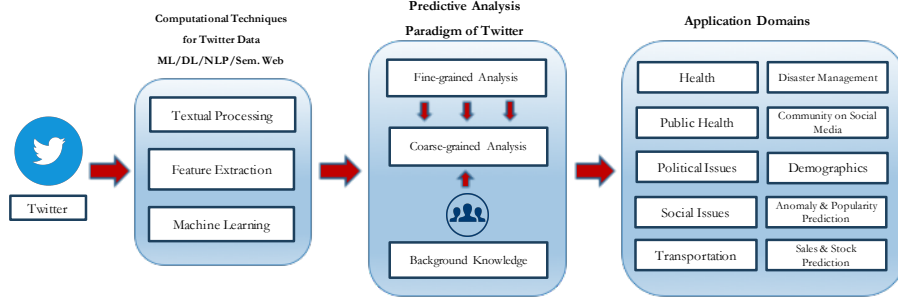 Computational Techniques
for Twitter Data
ML/DL/NLP/Sem. Web
Predictive Analysis
Paradigm of Twitter
Application Domains
Twitter
Textual Processing
Feature Extraction
Machine Learning
Fine-grained Analysis
Coarse-grained Analysis
Background Knowledge
Health
Disaster Management
Public Health
Community on Social
Media
Political Issues
Demographics
Social Issues
Anomaly & Popularity
Prediction
Transportation
Sales & Stock
Prediction